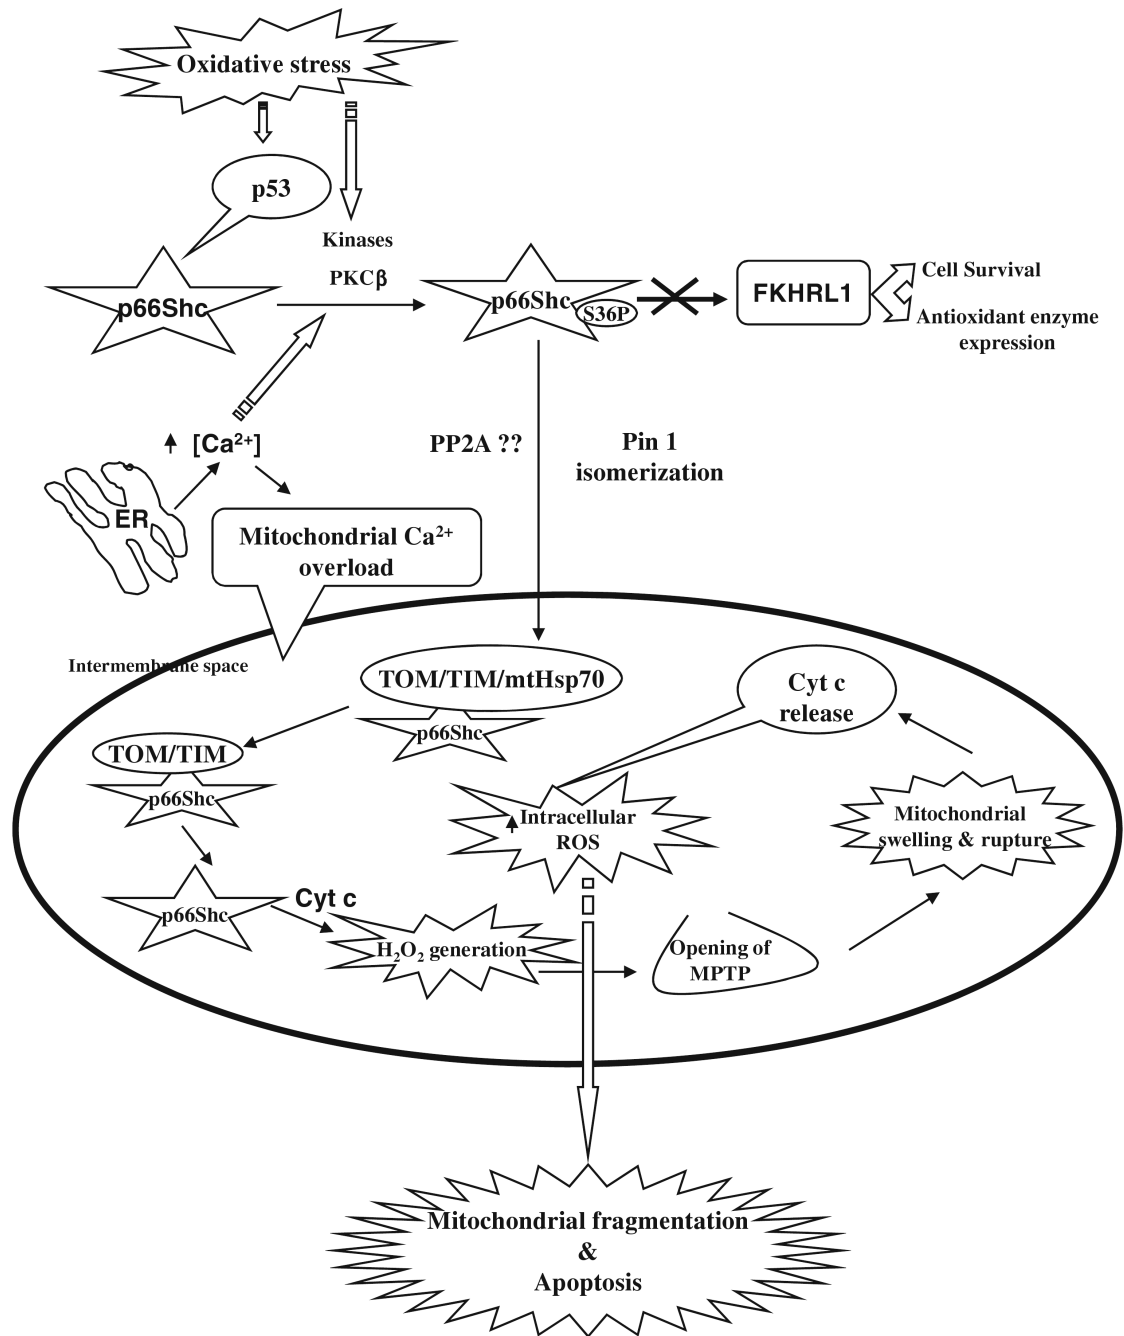 Oxidative stress
p53
Kinases
PKCβ
p66Shc
p66Shc
S36P
FKHRL1
Cell Survival
Antioxidant enzyme
expression
[Ca²⁺]
ER
PP2A ??
Pin 1
isomerization
Mitochondrial Ca²⁺
overload
Intermembrane space
TOM/TIM/mtHsp70
p66Shc
Cyt c
release
TOM/TIM
p66Shc
Intracellular
ROS
Mitochondrial
swelling & rupture
p66Shc
Cyt c
H₂O₂ generation
Opening of
MPTP
Mitochondrial fragmentation
&
Apoptosis